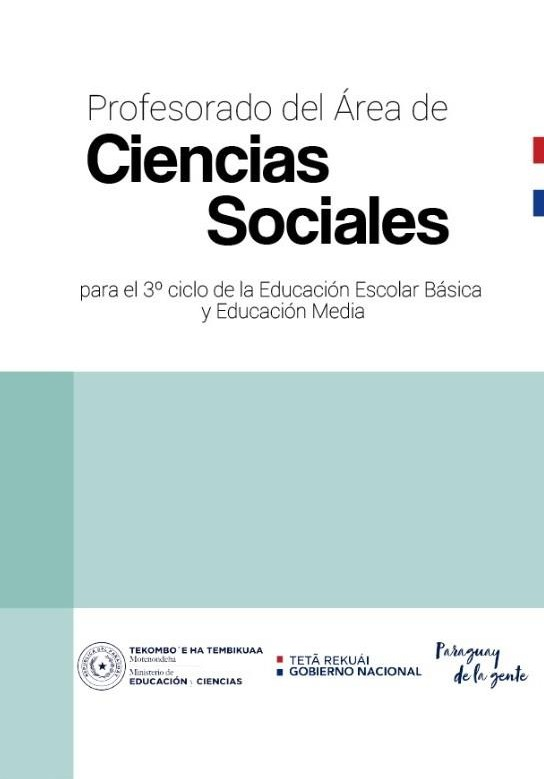 Profesorado del Área de
Ciencias
Sociales
para el 3º ciclo de la Educación Escolar Básica
y Educación Media
TEKOMBO´E HA TEMBIKUAA
Motenondeha
Ministerio de
EDUCACIÓN y CIENCIAS
TETÃ REKUÁI
GOBIERNO NACIONAL
Paraguay
de la gente